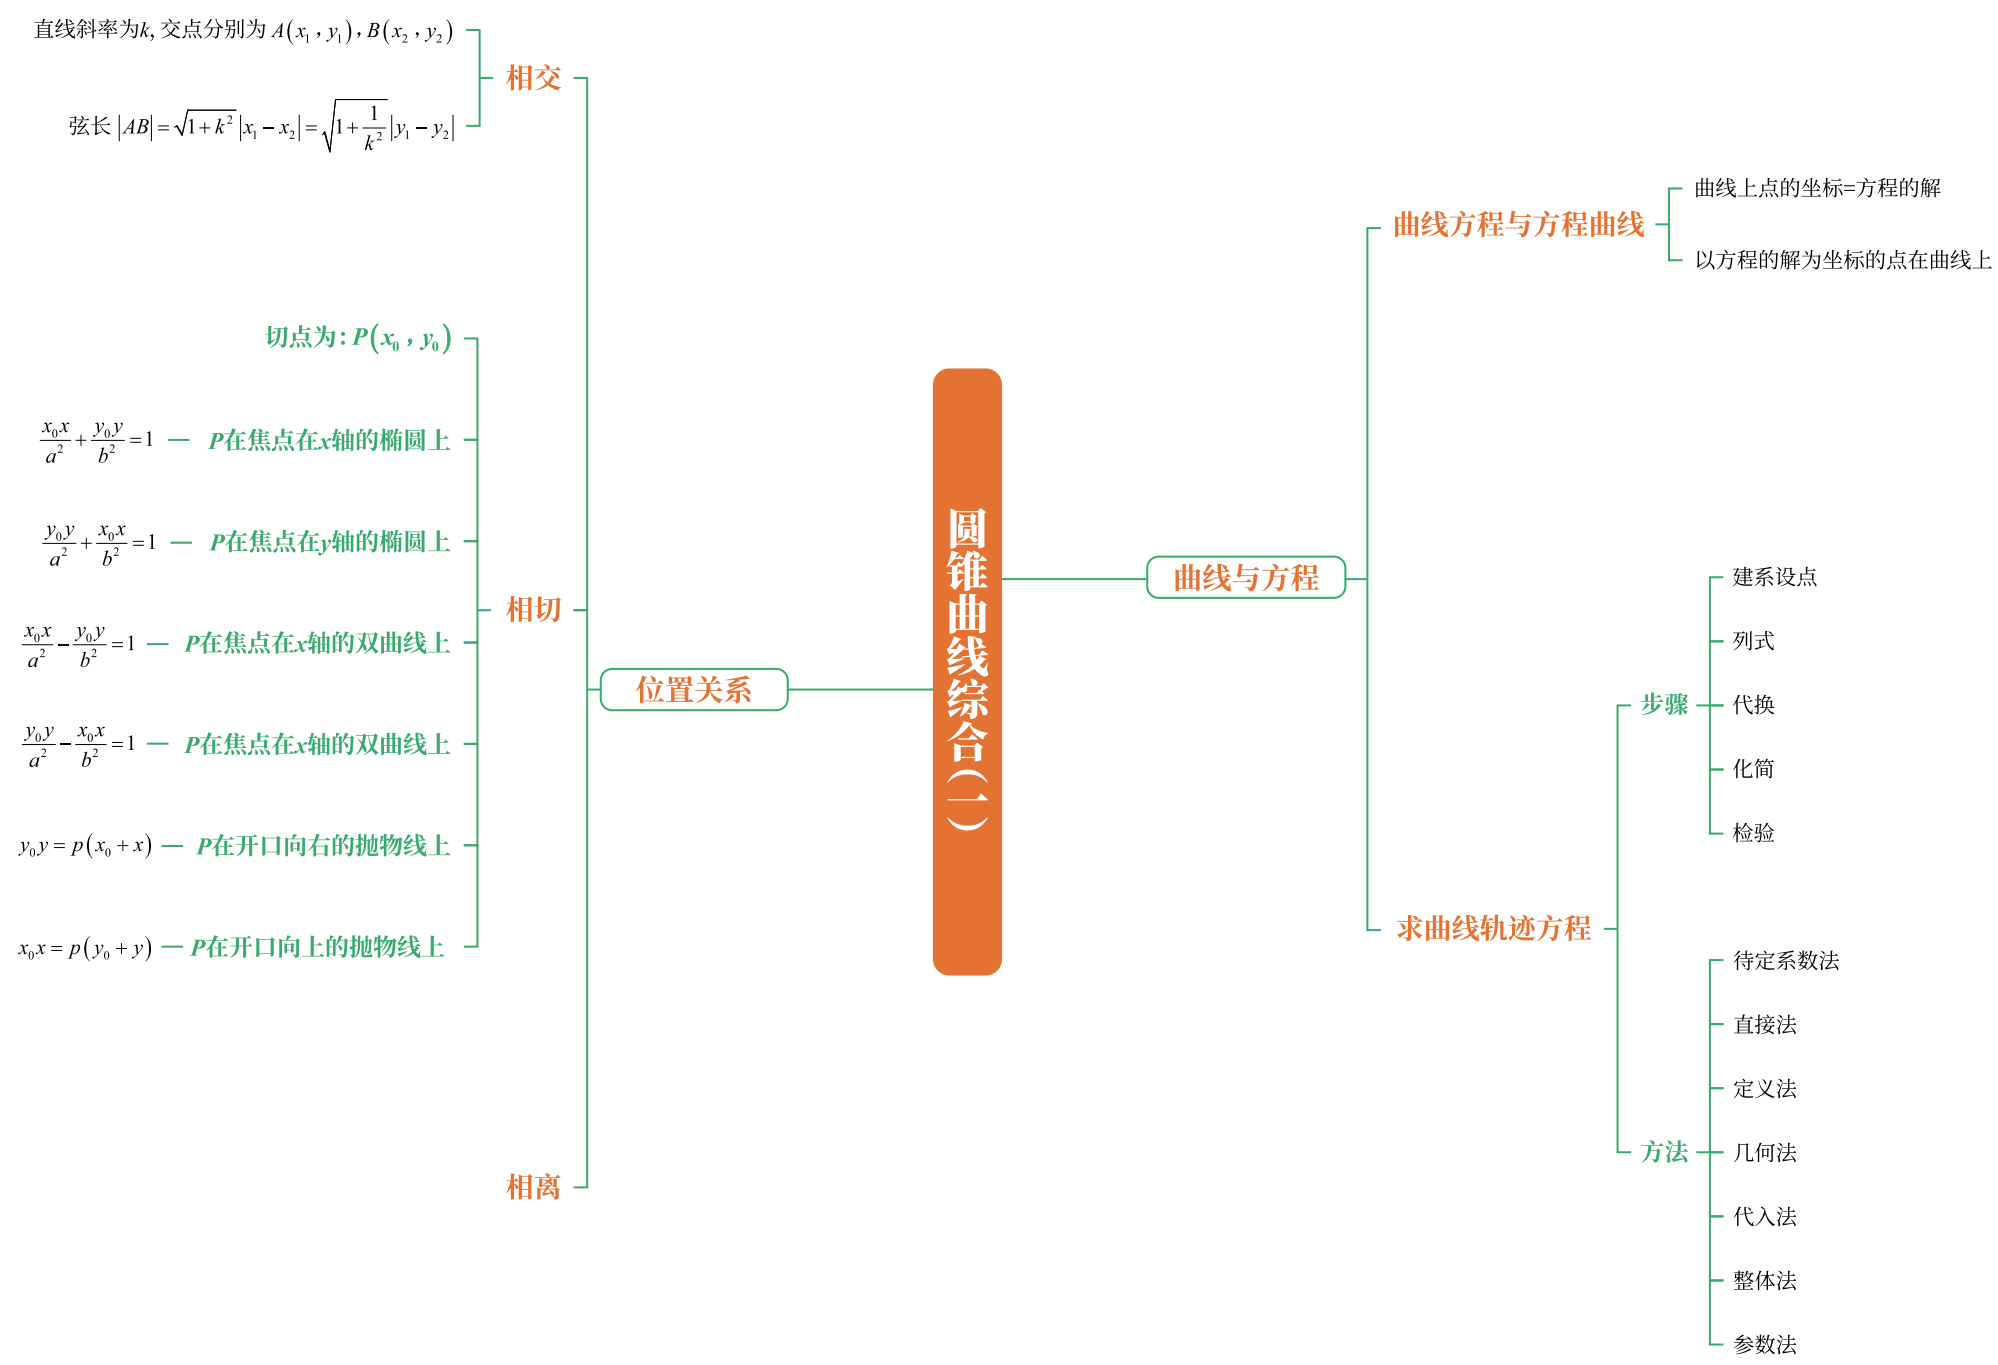 圆锥曲线综合(一)
曲线与方程
曲线方程与方程曲线
曲线上点的坐标=方程的解
以方程的解为坐标的点在曲线上
求曲线轨迹方程
步骤
建系设点
列式
代换
化简
检验
方法
待定系数法
直接法
定义法
几何法
代入法
整体法
参数法
位置关系
相交
直线斜率为k, 交点分别为 A(x₁, y₁), B(x₂, y₂)
弦长 |AB| = √(1+k²) |x₁ − x₂| = √(1+1/k²) |y₁ − y₂|
相切
切点为: P(x₀, y₀)
P在焦点在x轴的椭圆上
x₀x/a² + y₀y/b² = 1
P在焦点在y轴的椭圆上
y₀y/a² + x₀x/b² = 1
P在焦点在x轴的双曲线上
x₀x/a² − y₀y/b² = 1
P在焦点在x轴的双曲线上
y₀y/a² − x₀x/b² = 1
P在开口向右的抛物线上
y₀y = p(x₀ + x)
P在开口向上的抛物线上
x₀x = p(y₀ + y)
相离